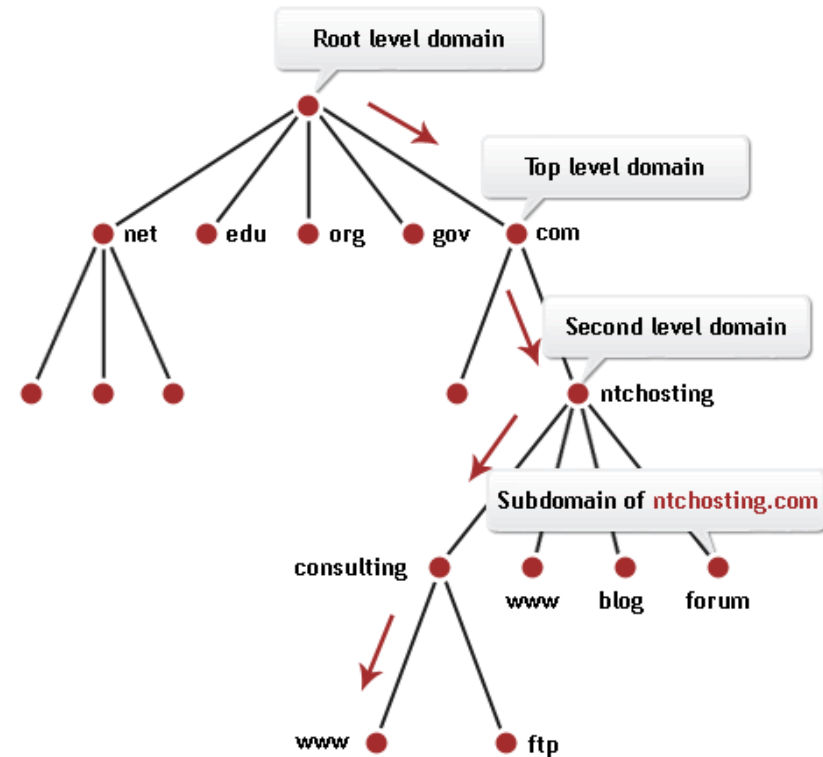 Root level domain
Top level domain
net edu org gov com
Second level domain
ntchosting
Subdomain of ntchosting.com
consulting
www blog forum
www ftp